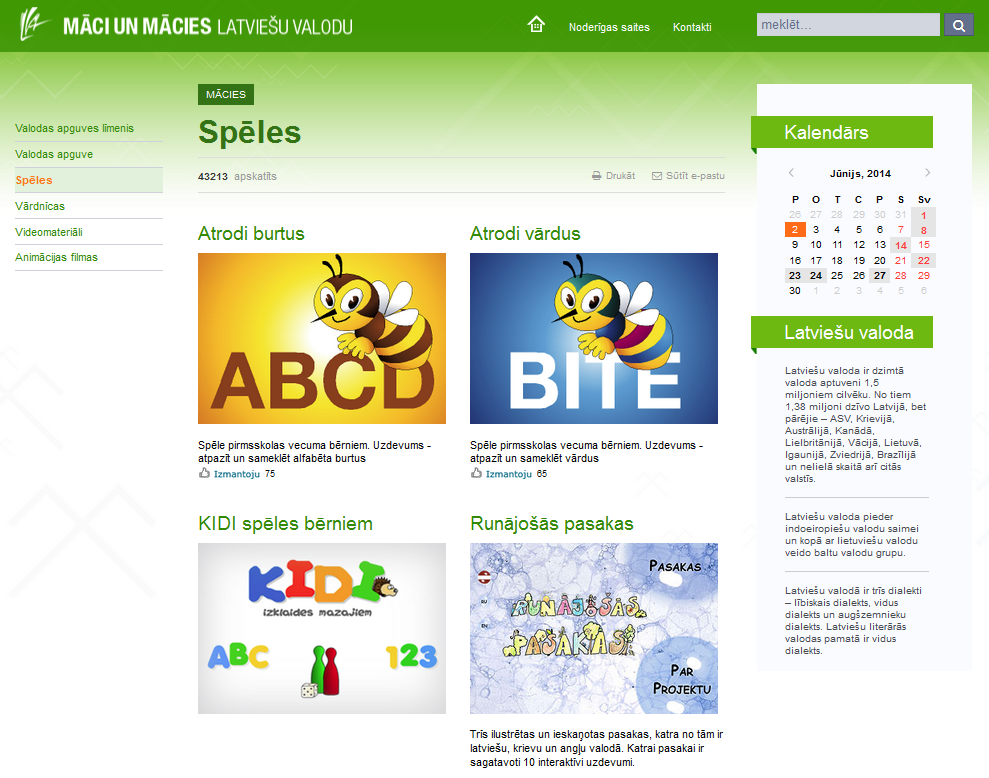 MĀCI UN MĀCIES LATVIEŠU VALODU
Noderīgas saites
Kontakti
meklēt...
Valodas apguves līmenis
Valodas apguve
Spēles
Vārdnīcas
Videomateriāli
Animācijas filmas
MĀCIES
Spēles
43213 apskatīts
Drukāt
Sūtīt e-pastu
Atrodi burtus
ABCD
Spēle pirmsskolas vecuma bērniem. Uzdevums -
atpazīt un sameklēt alfabēta burtus
Izmantoju 75
Atrodi vārdus
BITE
Spēle pirmsskolas vecuma bērniem. Uzdevums -
atpazīt un sameklēt vārdus
Izmantoju 65
KIDI spēles bērniem
KIDI
izklaides mazajiem
ABC
123
Runājošās pasakas
PASAKAS
RU
EN
RUNĀJOŠĀS
PASAKAS
PAR
PROJEKTU
Trīs ilustrētas un ieskaņotas pasakas, katra no tām ir
latviešu, krievu un angļu valodā. Katrai pasakai ir
sagatavoti 10 interaktīvi uzdevumi.
Kalendārs
Jūnijs, 2014
P O T C P S Sv
26 27 28 29 30 31 1
2 3 4 5 6 7 8
9 10 11 12 13 14 15
16 17 18 19 20 21 22
23 24 25 26 27 28 29
30 1 2 3 4 5 6
Latviešu valoda
Latviešu valoda ir dzimtā
valoda aptuveni 1,5
miljoniem cilvēku. No tiem
1,38 miljoni dzīvo Latvijā, bet
pārējie – ASV, Krievijā,
Austrālijā, Kanādā,
Lielbritānijā, Vācijā, Lietuvā,
Igaunijā, Zviedrijā, Brazīlijā
un nelielā skaitā arī citās
valstīs.
Latviešu valoda pieder
indoeiropiešu valodu saimei
un kopā ar lietuviešu valodu
veido baltu valodu grupu.
Latviešu valodā ir trīs dialekti
– lībiskais dialekts, vidus
dialekts un augšzemnieku
dialekts. Latviešu literārās
valodas pamatā ir vidus
dialekts.